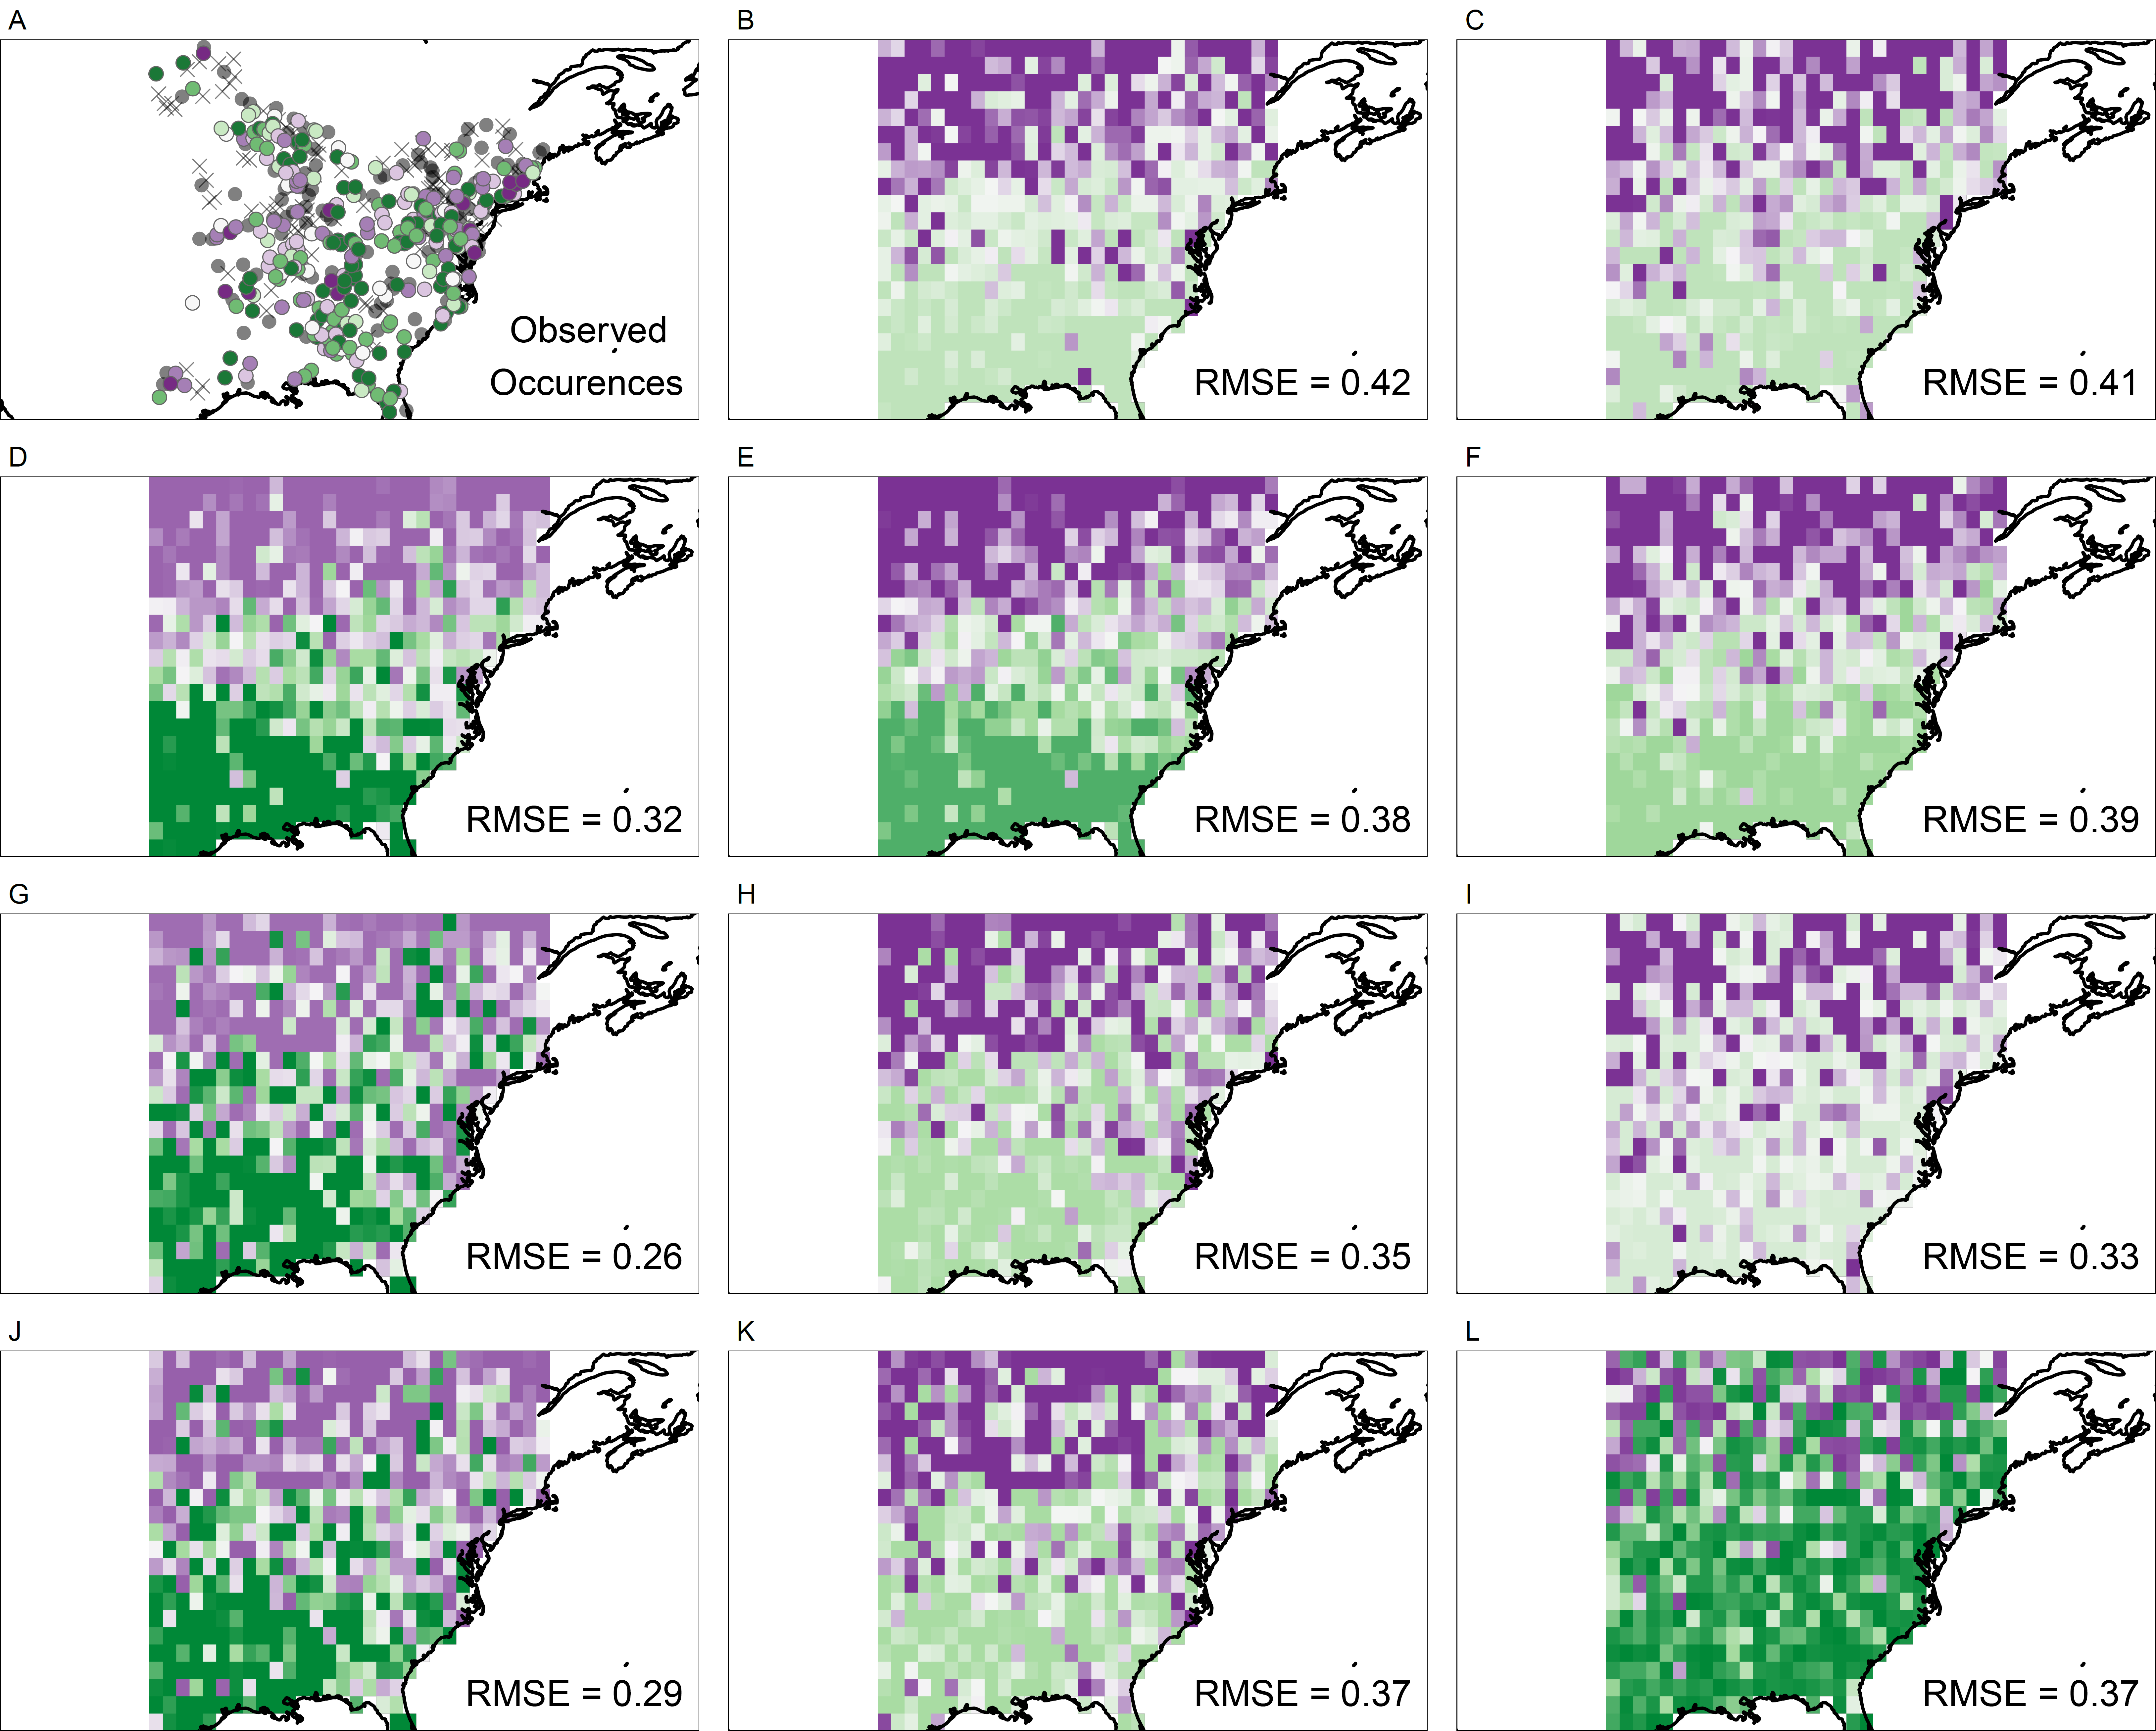 A
B
C
Observed
Occurences
RMSE = 0.42
RMSE = 0.41
D
E
F
RMSE = 0.32
RMSE = 0.38
RMSE = 0.39
G
H
I
RMSE = 0.26
RMSE = 0.35
RMSE = 0.33
J
K
L
RMSE = 0.29
RMSE = 0.37
RMSE = 0.37